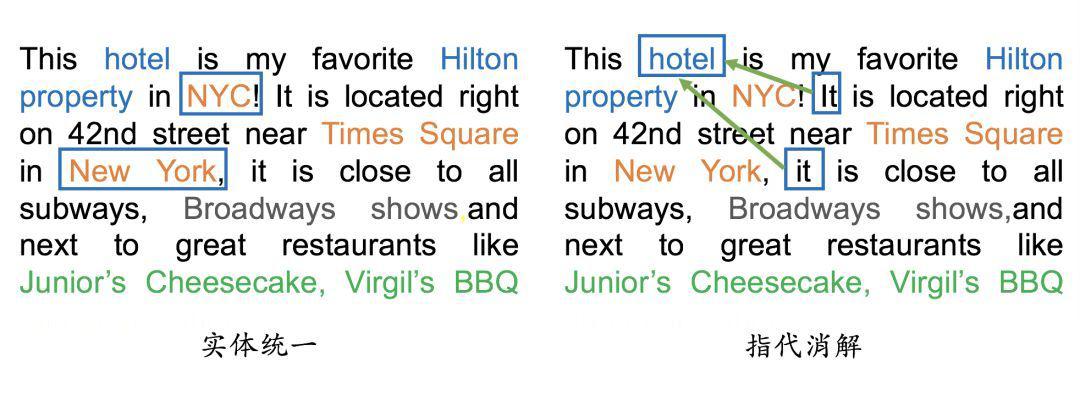 This hotel is my favorite Hilton
property in NYC! It is located right
on 42nd street near Times Square
in New York, it is close to all
subways, Broadways shows,and
next to great restaurants like
Junior's Cheesecake, Virgil's BBQ
实体统一
This hotel is my favorite Hilton
property in NYC! It is located right
on 42nd street near Times Square
in New York, it is close to all
subways, Broadways shows,and
next to great restaurants like
Junior's Cheesecake, Virgil's BBQ
指代消解